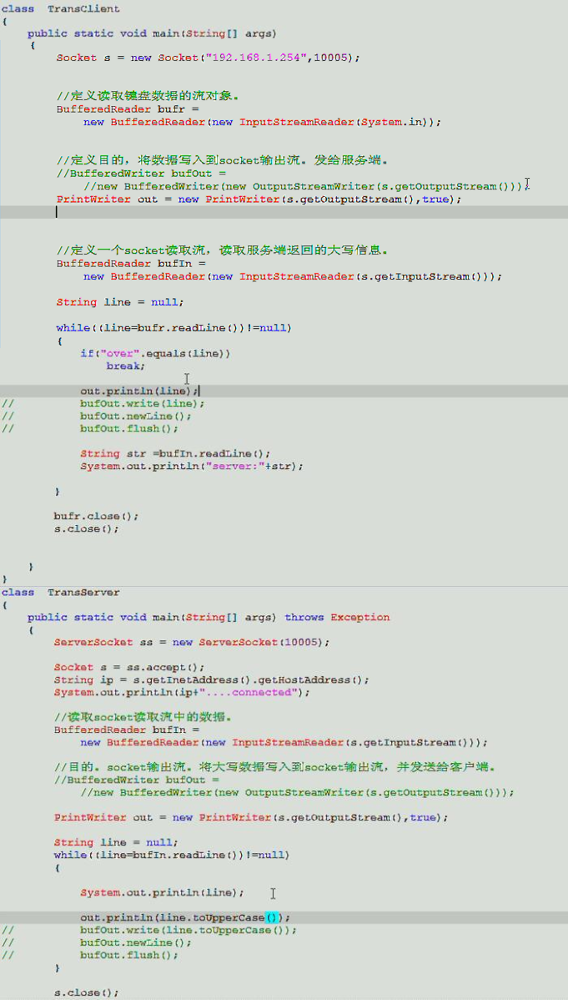 class  TransClient
{
    public static void main(String[] args)
    {
        Socket s = new Socket("192.168.1.254",10005);
        //定义读取键盘数据的流对象。
        BufferedReader bufr =
            new BufferedReader(new InputStreamReader(System.in));
        //定义目的，将数据写入到socket输出流。发给服务端。
        //BufferedWriter bufOut =
            //new BufferedWriter(new OutputStreamWriter(s.getOutputStream()));
        PrintWriter out = new PrintWriter(s.getOutputStream(),true);
        //定义一个socket读取流，读取服务端返回的大写信息。
        BufferedReader bufIn =
            new BufferedReader(new InputStreamReader(s.getInputStream()));
        String line = null;
        while((line=bufr.readLine())!=null)
        {
            if("over".equals(line))
                break;
            out.println(line);
//          bufOut.write(line);
//          bufOut.newLine();
//          bufOut.flush();
            String str =bufIn.readLine();
            System.out.println("server:"+str);
        }
        bufr.close();
        s.close();
    }
}
class  TransServer
{
    public static void main(String[] args) throws Exception
    {
        ServerSocket ss = new ServerSocket(10005);
        Socket s = ss.accept();
        String ip = s.getInetAddress().getHostAddress();
        System.out.println(ip+"....connected");
        //读取socket读取流中的数据。
        BufferedReader bufIn =
            new BufferedReader(new InputStreamReader(s.getInputStream()));
        //目的。socket输出流。将大写数据写入到socket输出流，并发送给客户端。
        //BufferedWriter bufOut =
            //new BufferedWriter(new OutputStreamWriter(s.getOutputStream()));
        PrintWriter out = new PrintWriter(s.getOutputStream(),true);
        String line = null;
        while((line=bufIn.readLine())!=null)
        {
            System.out.println(line);
            out.println(line.toUpperCase());
//          bufOut.write(line.toUpperCase());
//          bufOut.newLine();
//          bufOut.flush();
        }
        s.close();